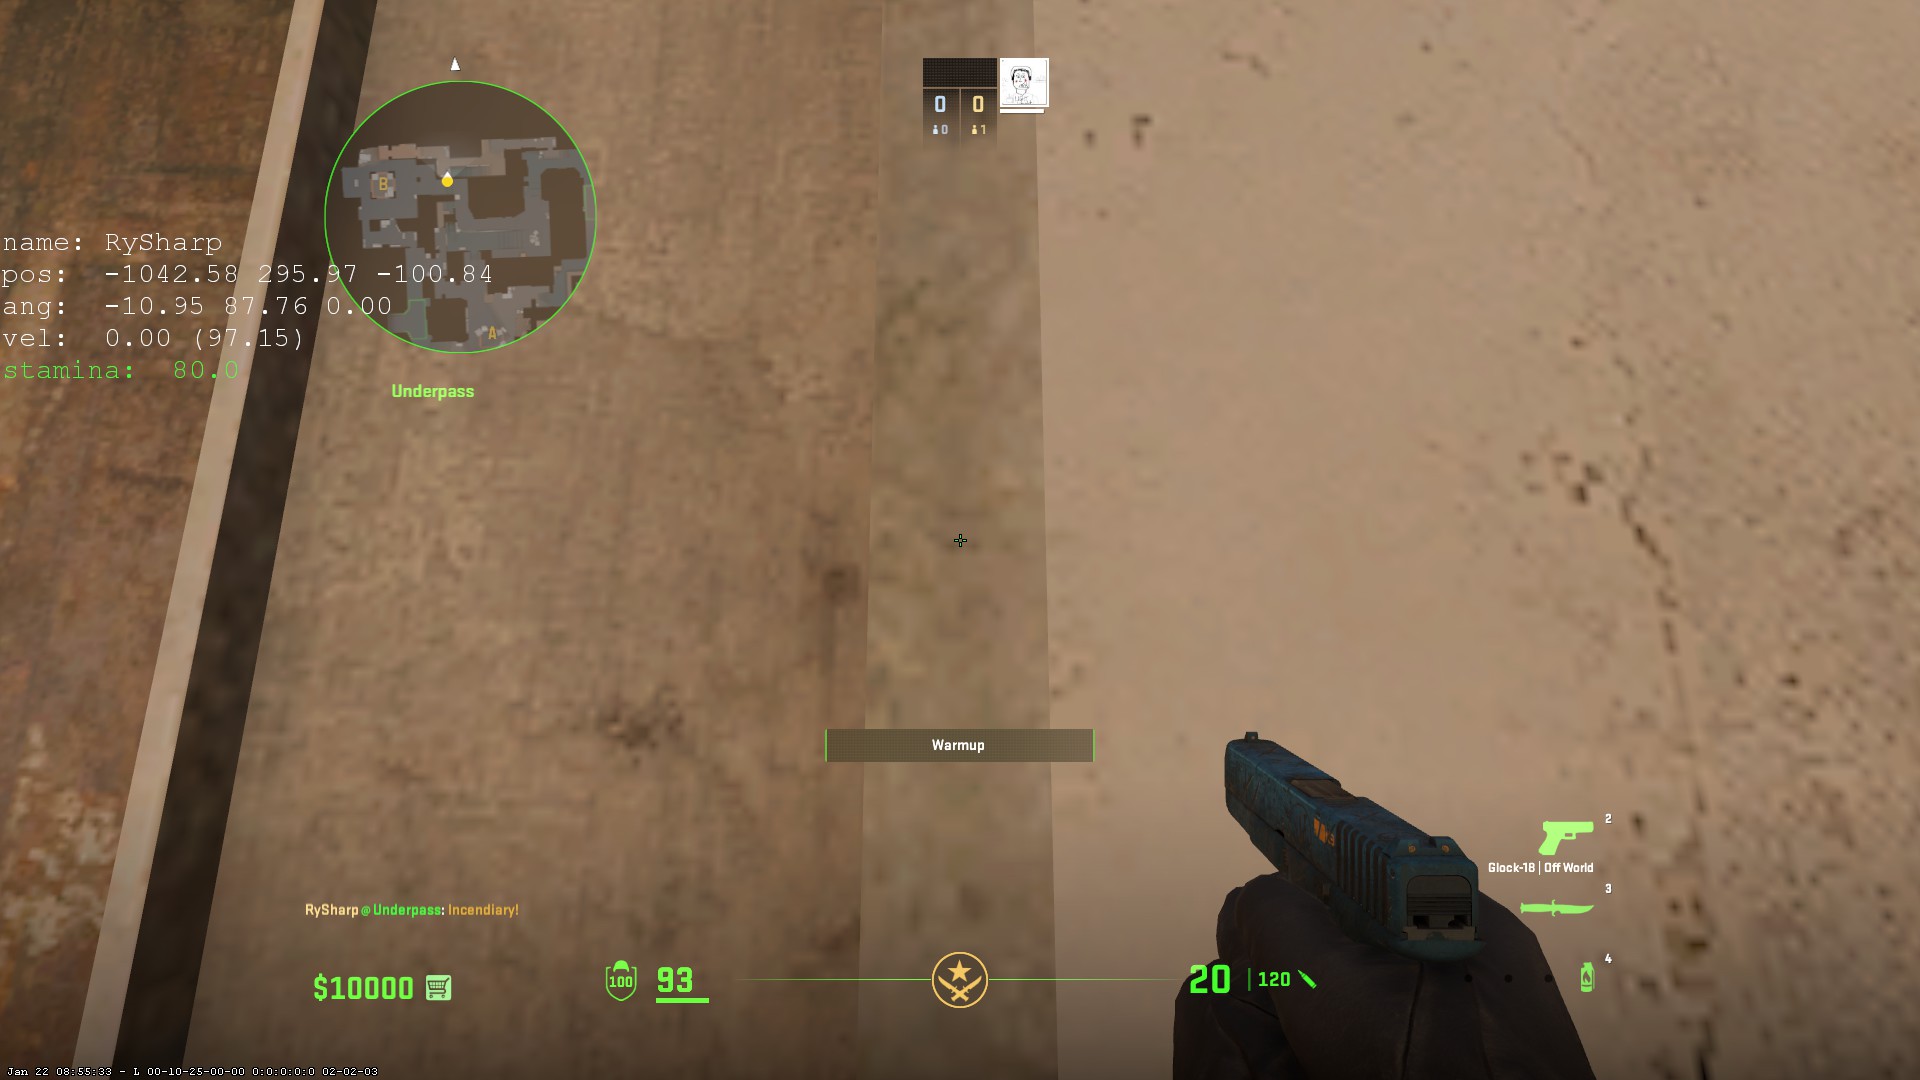 0 0
0 1
B
name: RySharp
pos: -1042.58 295.97 -100.84
ang: -10.95 87.76 0.00
vel: 0.00 (97.15)
A
stamina: 80.0
Underpass
Warmup
2
Glock-18 | Off World
3
RySharp @ Underpass: Incendiary!
4
$10000 100 93 20 | 120
Jan 22 08:55:33 - L 00-10-25-00-00 0:0:0:0:0 02-02-03